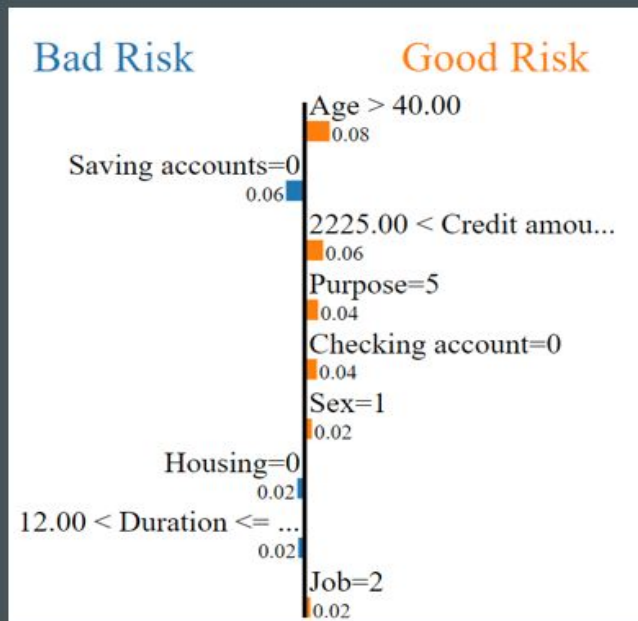 Bad Risk Good Risk
Age > 40.00
0.08
Saving accounts=0
0.06
2225.00 < Credit amou...
0.06
Purpose=5
0.04
Checking account=0
0.04
Sex=1
0.02
Housing=0
0.02
12.00 < Duration <= ...
0.02
Job=2
0.02